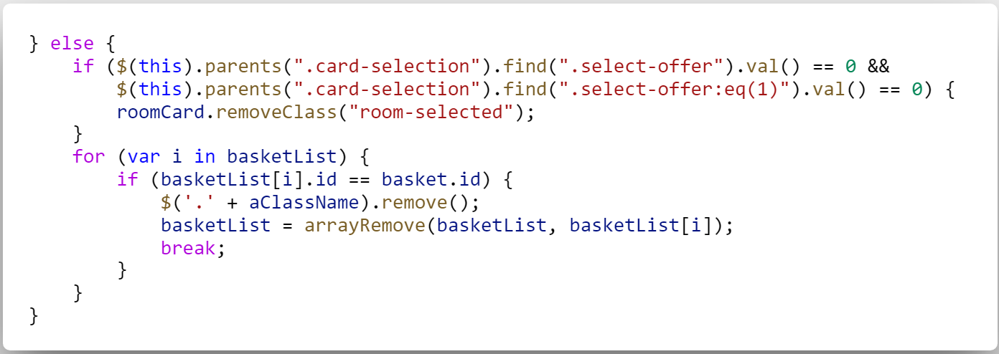 } else {
    if ($(this).parents(".card-selection").find(".select-offer").val() == 0 &&
        $(this).parents(".card-selection").find(".select-offer:eq(1)").val() == 0) {
        roomCard.removeClass("room-selected");
    }
    for (var i in basketList) {
        if (basketList[i].id == basket.id) {
            $('.' + aClassName).remove();
            basketList = arrayRemove(basketList, basketList[i]);
            break;
        }
    }
}